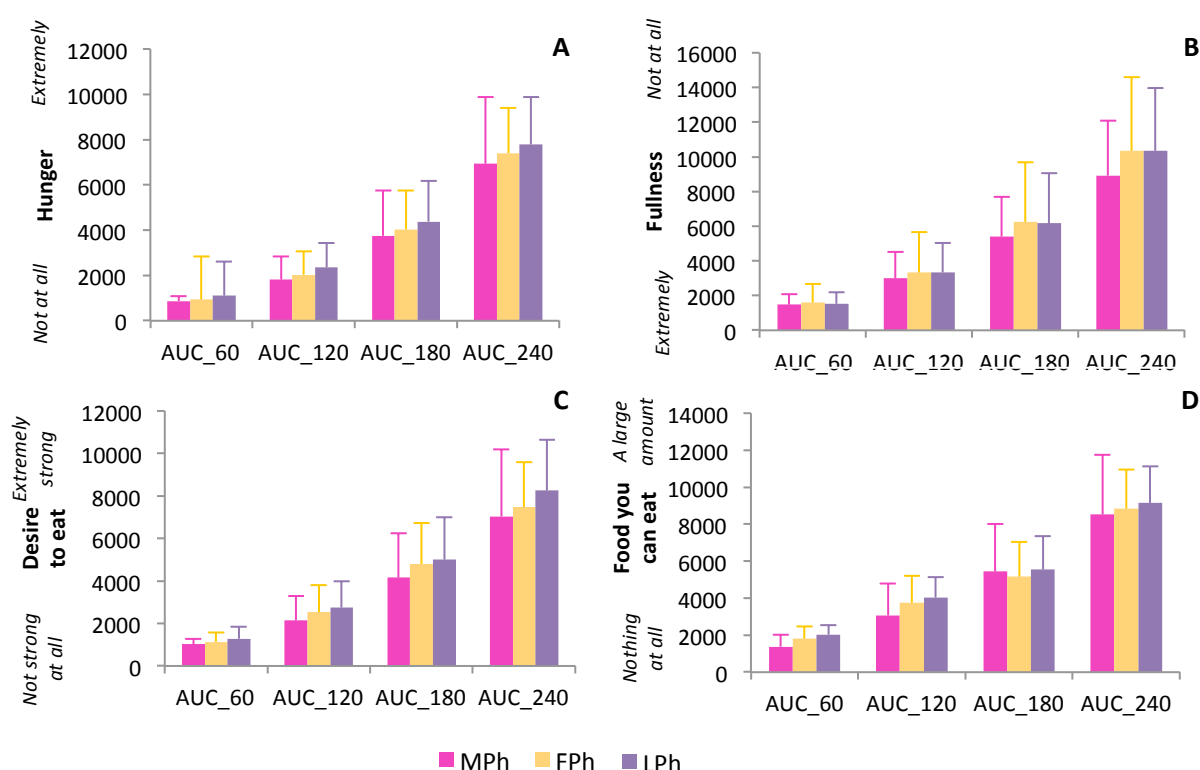 A
Extremely
Hunger
Not at all
12000
10000
8000
6000
4000
2000
0
AUC_60 AUC_120 AUC_180 AUC_240
B
Not at all
Fullness
Extremely
16000
14000
12000
10000
8000
6000
4000
2000
0
AUC_60 AUC_120 AUC_180 AUC_240
C
Extremely
strong
Desire
to eat
Not strong
at all
12000
10000
8000
6000
4000
2000
0
AUC_60 AUC_120 AUC_180 AUC_240
D
A large
amount
Food you
can eat
Nothing
at all
14000
12000
10000
8000
6000
4000
2000
0
AUC_60 AUC_120 AUC_180 AUC_240
MPh FPh LPh